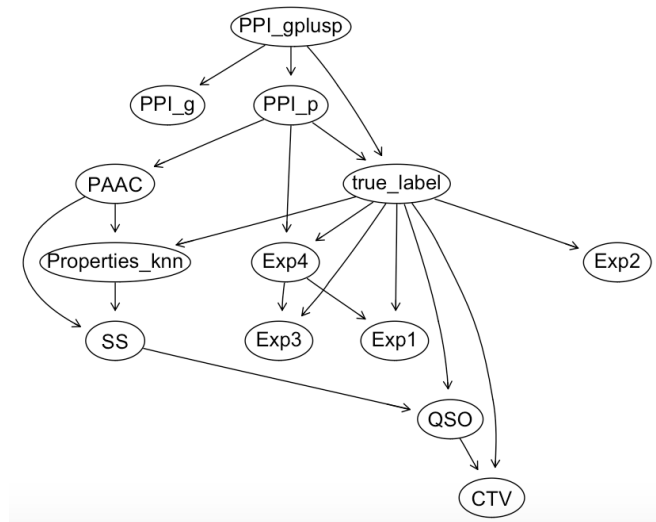 PPI_gplusp
PPI_g
PPI_p
PAAC
true_label
Properties_knn
Exp4
Exp2
SS
Exp3
Exp1
QSO
CTV